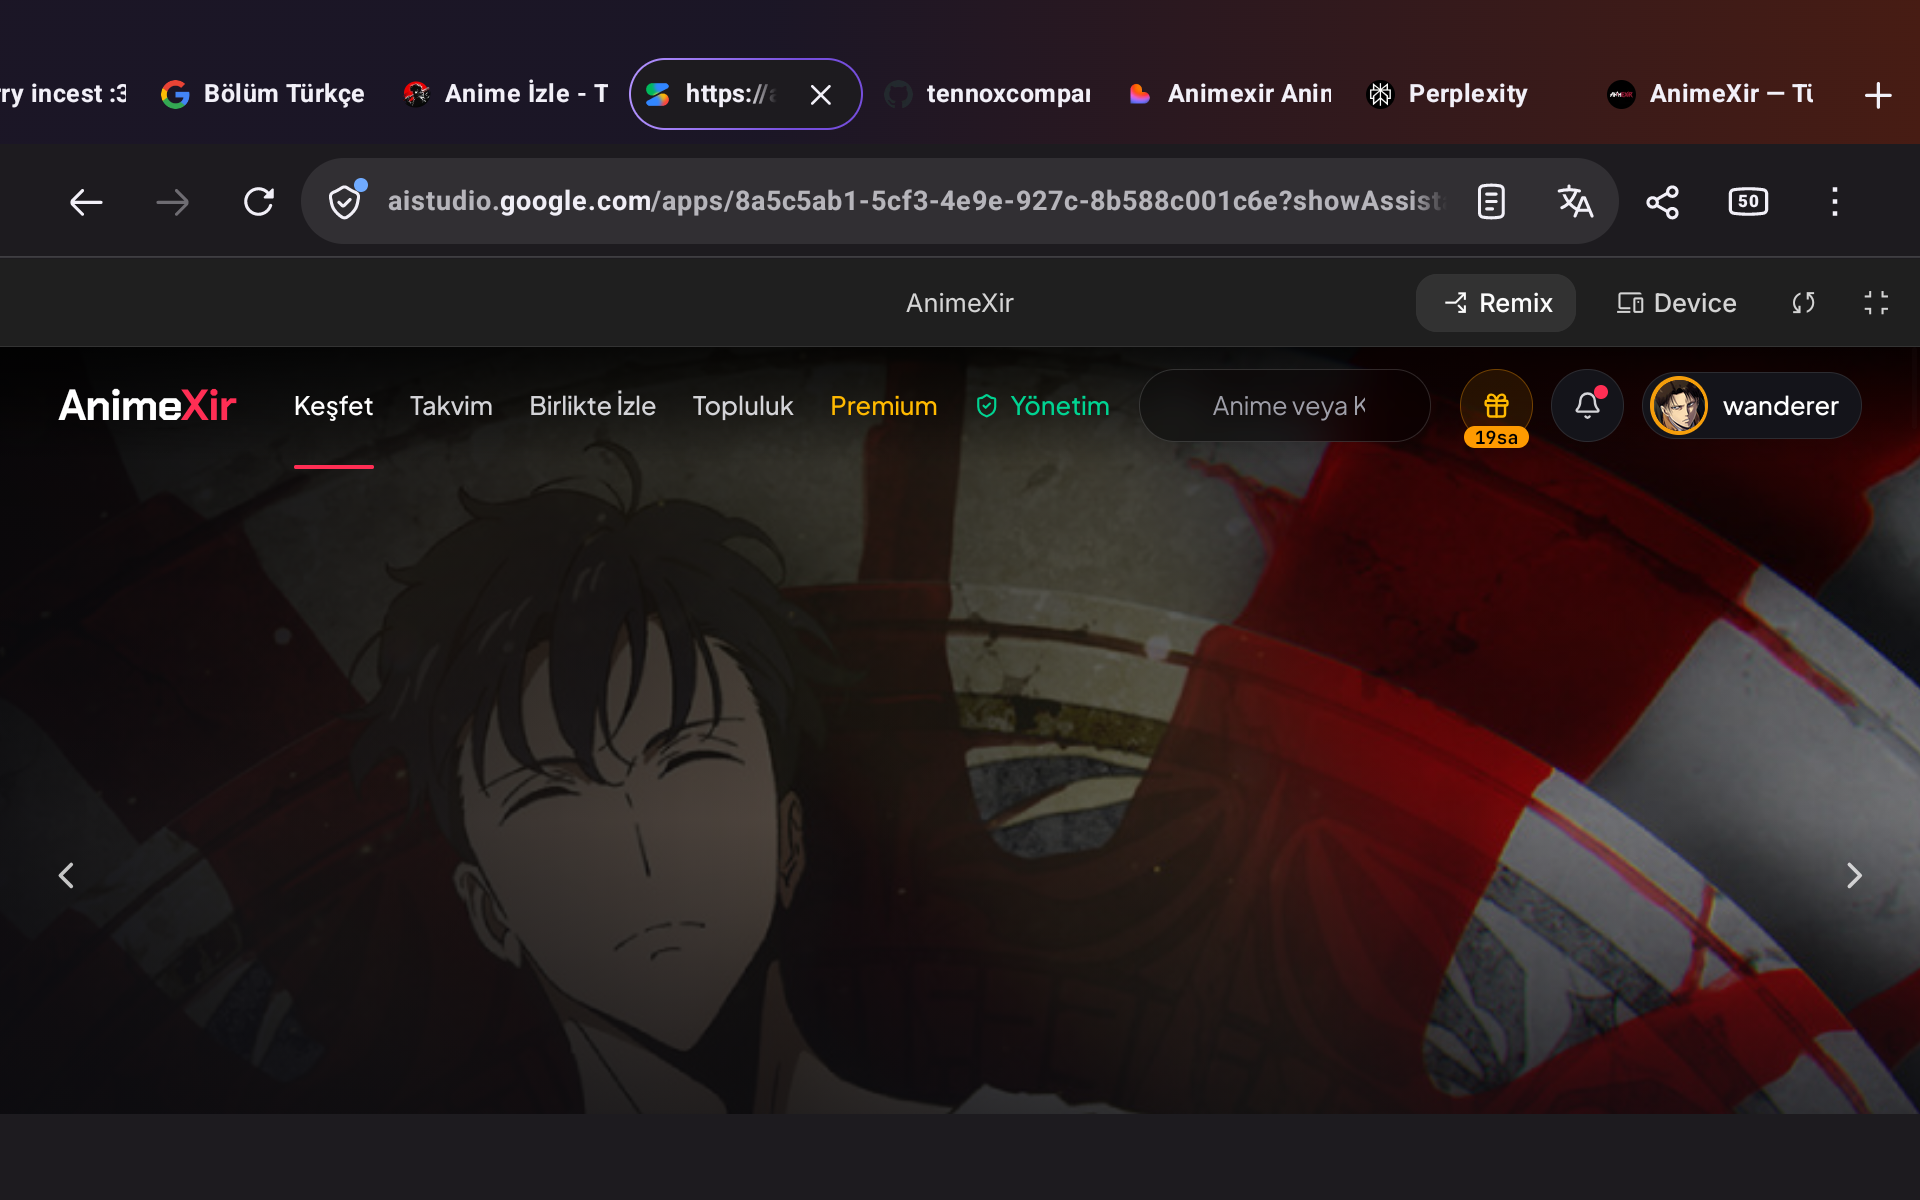 ry incest :3
Bölüm Türkçe
Anime İzle - T
https://
tennoxcompar
Animexir Anin
Perplexity
AnimeXir — Tü
aistudio.google.com/apps/8a5c5ab1-5cf3-4e9e-927c-8b588c001c6e?showAssist
50
AnimeXir
Remix
Device
AnimeXir
Keşfet
Takvim
Birlikte İzle
Topluluk
Premium
Yönetim
Anime veya K
19sa
wanderer